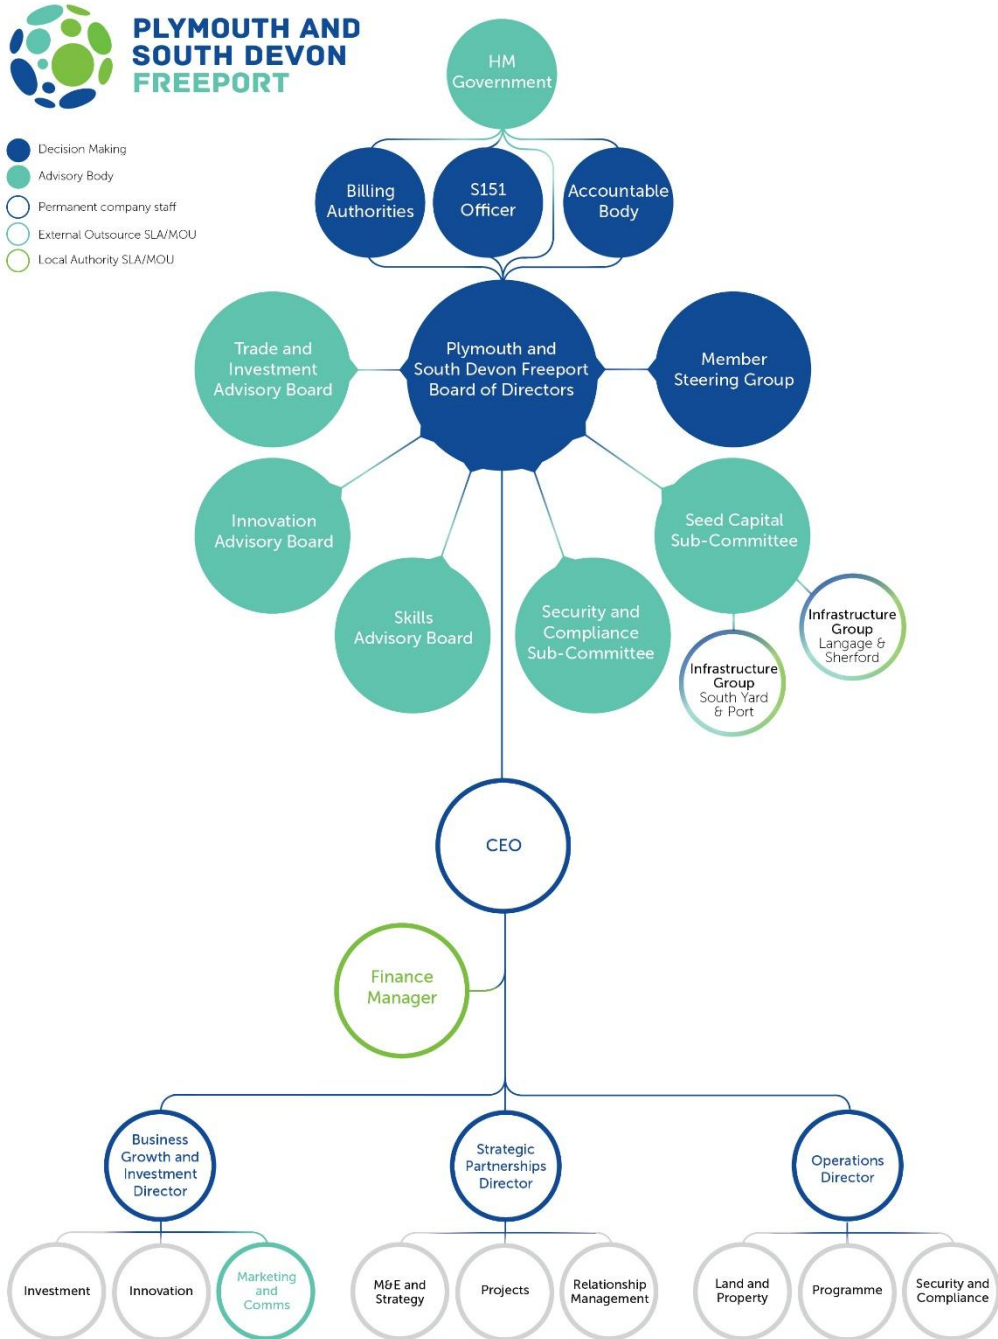 PLYMOUTH AND
SOUTH DEVON
FREEPORT
Decision Making
Advisory Body
Permanent company staff
External Outsource SLA/MOU
Local Authority SLA/MOU
HM
Government
Billing
Authorities
S151
Officer
Accountable
Body
Trade and
Investment
Advisory Board
Plymouth and
South Devon Freeport
Board of Directors
Member
Steering Group
Innovation
Advisory Board
Seed Capital
Sub-Committee
Skills
Advisory Board
Security and
Compliance
Sub-Committee
Infrastructure
Group
Langage &
Sherford
Infrastructure
Group
South Yard
& Port
CEO
Finance
Manager
Business
Growth and
Investment
Director
Strategic
Partnerships
Director
Operations
Director
Investment
Innovation
Marketing
and
Comms
M&E and
Strategy
Projects
Relationship
Management
Land and
Property
Programme
Security and
Compliance